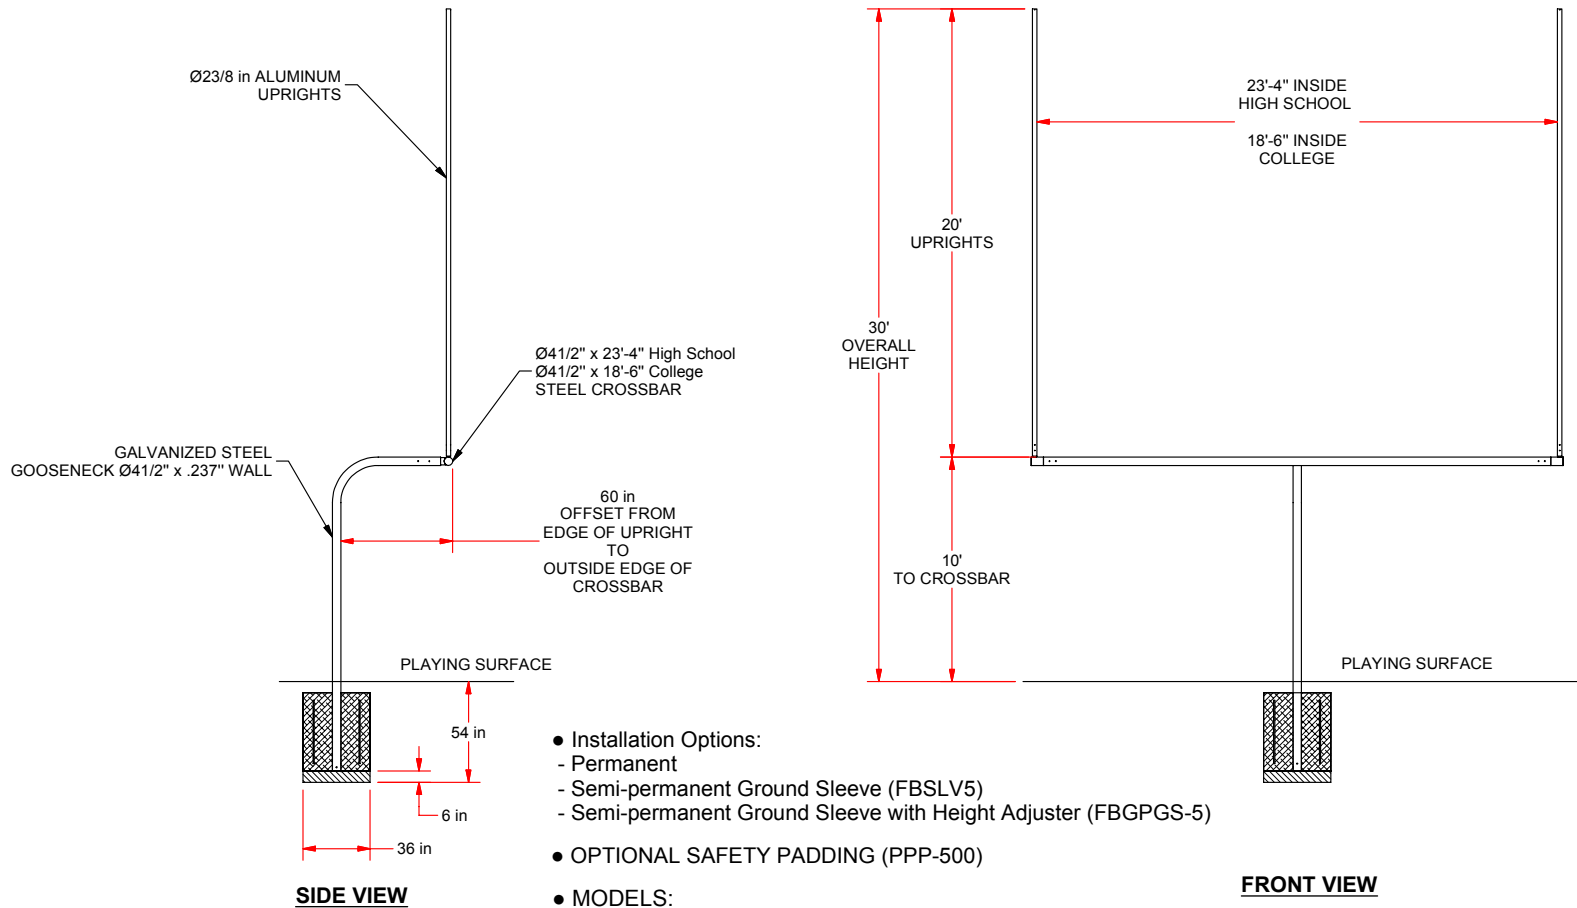 Ø23/8 in ALUMINUM
UPRIGHTS
Ø41/2" x 23'-4" High School
Ø41/2" x 18'-6" College
STEEL CROSSBAR
GALVANIZED STEEL
GOOSENECK Ø41/2" x .237" WALL
60 in
OFFSET FROM
EDGE OF UPRIGHT
TO
OUTSIDE EDGE OF
CROSSBAR
PLAYING SURFACE
54 in
6 in
36 in
SIDE VIEW
23'-4" INSIDE
HIGH SCHOOL
18'-6" INSIDE
COLLEGE
20'
UPRIGHTS
30'
OVERALL
HEIGHT
10'
TO CROSSBAR
PLAYING SURFACE
FRONT VIEW
● Installation Options:
- Permanent
- Semi-permanent Ground Sleeve (FBSLV5)
- Semi-permanent Ground Sleeve with Height Adjuster (FBGPGS-5)
● OPTIONAL SAFETY PADDING (PPP-500)
● MODELS: